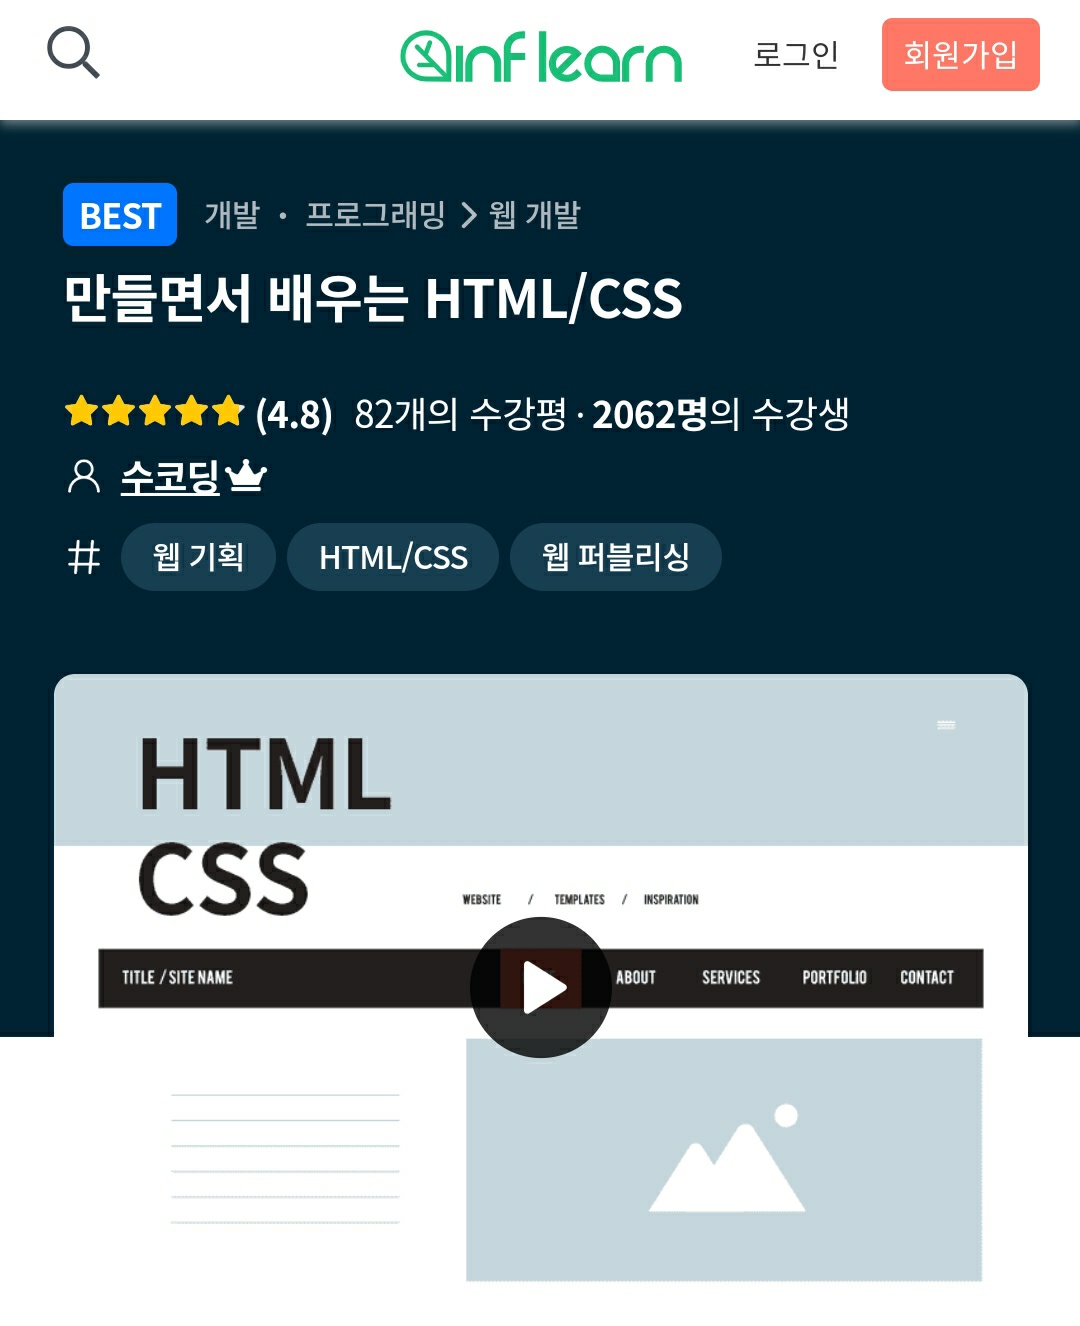 inflearn 로그인 회원가입
BEST 개발 · 프로그래밍 > 웹 개발
만들면서 배우는 HTML/CSS
(4.8) 82개의 수강평 · 2062명의 수강생
수코딩
# 웹 기획 HTML/CSS 웹 퍼블리싱
HTML
CSS
WEBSITE / TEMPLATES / INSPIRATION
TITLE / SITE NAME ABOUT SERVICES PORTFOLIO CONTACT